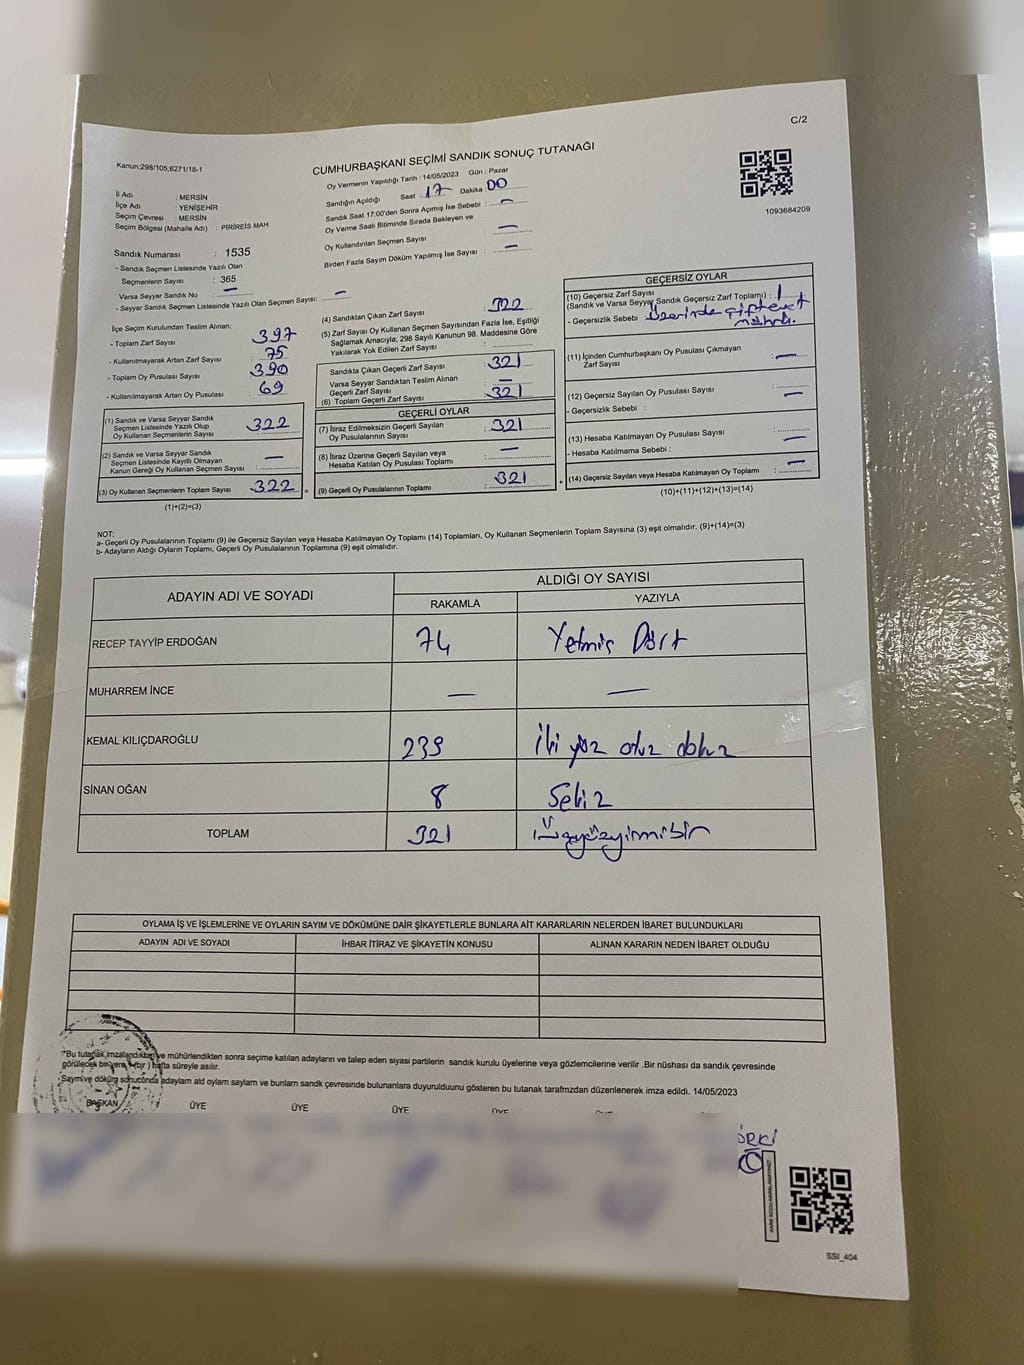 C/2
Kanun;298/105;6271/18-1
CUMHURBAŞKANI SEÇİMİ SANDIK SONUÇ TUTANAĞI
Oy Vermenin Yapıldığı Tarih : 14/05/2023 Gün : Pazar
Sandığın Açıldığı Saat : 17 Dakika : 00
Sandık Saat 17:00'den Sonra Açımış İse Sebebi : —
Oy Verme Saati Bitiminde Sırada Bekleyen ve
Oy Kullandırılan Seçmen Sayısı —
Birden Fazla Sayım Döküm Yapılmış İse Sayısı : —
1093684209
İl Adı : MERSİN
İlçe Adı : YENİŞEHİR
Seçim Çevresi : MERSİN
Seçim Bölgesi (Mahalle Adı) : PİRİREİS MAH.
Sandık Numarası : 1535
- Sandık Seçmen Listesinde Yazılı Olan
Seçmenlerin Sayısı : 365
Varsa Seyyar Sandık No : —
- Seyyar Sandık Seçmen Listesinde Yazılı Olan Seçmen Sayısı: —
İlçe Seçim Kurulundan Teslim Alınan;
- Toplam Zarf Sayısı 397
- Kullanılmayarak Artan Zarf Sayısı : 75
- Toplam Oy Pusulası Sayısı : 390
- Kullanılmayarak Artan Oy Pusulası : 69
(1) Sandık ve Varsa Seyyar Sandık
Seçmen Listesinde Yazılı Olup
Oy Kullanan Seçmenlerin Sayısı : 322
(2) Sandık ve Varsa Seyyar Sandık
Seçmen Listesinde Kayıtlı Olmayan
Kanun Gereği Oy Kullanan Seçmen Sayısı : —
(3) Oy Kullanan Seçmenlerin Toplam Sayısı : 322
(1)+(2)=(3)
(4) Sandıktan Çıkan Zarf Sayısı : 322
(5) Zarf Sayısı Oy Kullanan Seçmen Sayısından Fazla İse, Eşitliği
Sağlamak Amacıyla; 298 Sayılı Kanunun 98. Maddesine Göre
Yakılarak Yok Edilen Zarf Sayısı :
Sandıkta Çıkan Geçerli Zarf Sayısı : 321
Varsa Seyyar Sandıktan Teslim Alınan
Geçerli Zarf Sayısı : —
(6) Toplam Geçerli Zarf Sayısı : 321
GEÇERLİ OYLAR
(7) İtiraz Edilmeksizin Geçerli Sayılan
Oy Pusulalarının Sayısı : 321
(8) İtiraz Üzerine Geçerli Sayılan veya
Hesaba Katılan Oy Pusulası Toplamı : —
(9) Geçerli Oy Pusulalarının Toplamı : 321
GEÇERSİZ OYLAR
(10) Geçersiz Zarf Sayısı
(Sandık ve Varsa Seyyar Sandık Geçersiz Zarf Toplamı) : 1
- Geçersizlik Sebebi : Üzerinde çift evet
mührü.
(11) İçinden Cumhurbaşkanı Oy Pusulası Çıkmayan
Zarf Sayısı : —
(12) Geçersiz Sayılan Oy Pusulası Sayısı : —
- Geçersizlik Sebebi :
(13) Hesaba Katılmayan Oy Pusulası Sayısı : —
- Hesaba Katılmama Sebebi :
(14) Geçersiz Sayılan veya Hesaba Katılmayan Oy Toplamı : —
(10)+(11)+(12)+(13)=(14)
NOT:
a- Geçerli Oy Pusulalarının Toplamı (9) ile Geçersiz Sayılan veya Hesaba Katılmayan Oy Toplamı (14) Toplamları, Oy Kullanan Seçmenlerin Toplam Sayısına (3) eşit olmalıdır. (9)+(14)=(3)
b- Adayların Aldığı Oyların Toplamı, Geçerli Oy Pusulalarının Toplamına (9) eşit olmalıdır.
ADAYIN ADI VE SOYADI
ALDIĞI OY SAYISI
RAKAMLA YAZIYLA
RECEP TAYYİP ERDOĞAN 74 Yetmiş Dört
MUHARREM İNCE — —
KEMAL KILIÇDAROĞLU 239 İki yüz otuz dokuz
SİNAN OĞAN 8 Sekiz
TOPLAM 321 Üçyüzyirmibir
OYLAMA İŞ VE İŞLEMLERİNE VE OYLARIN SAYIM VE DÖKÜMÜNE DAİR ŞİKAYETLERLE BUNLARA AİT KARARLARIN NELERDEN İBARET BULUNDUKLARI
ADAYIN ADI VE SOYADI İHBAR İTİRAZ VE ŞİKAYETİN KONUSU ALINAN KARARIN NEDEN İBARET OLDUĞU
"Bu tutanak imzalandıktan ve mühürlendikten sonra seçime katılan adayların ve talep eden siyasi partilerin sandık kurulu üyelerine veya gözlemcilerine verilir .Bir nüshası da sandık çevresinde
görülecek bir yere, 1(bir ) hafta süreyle asılır.
Sayım ve döküm sonucunda adaylam ald oylam saylam ve bunlarn sandk çevresinde bulunanlara duyurulduunu gösteren bu tutanak tarafmzdan düzenlenerek imza edildi. 14/05/2023
BAŞKAN ÜYE ÜYE ÜYE ÜYE
SSI_404